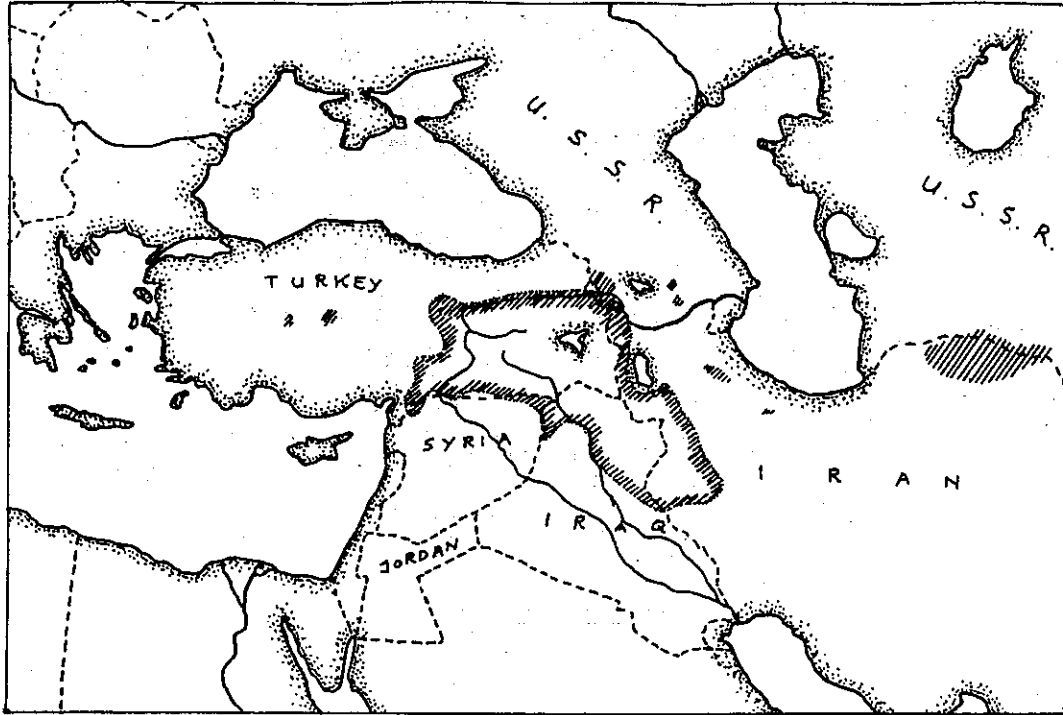 U. S. S. R.
U. S. S. R.
TURKEY
SYRIA
IRAN
IRAQ
JORDAN